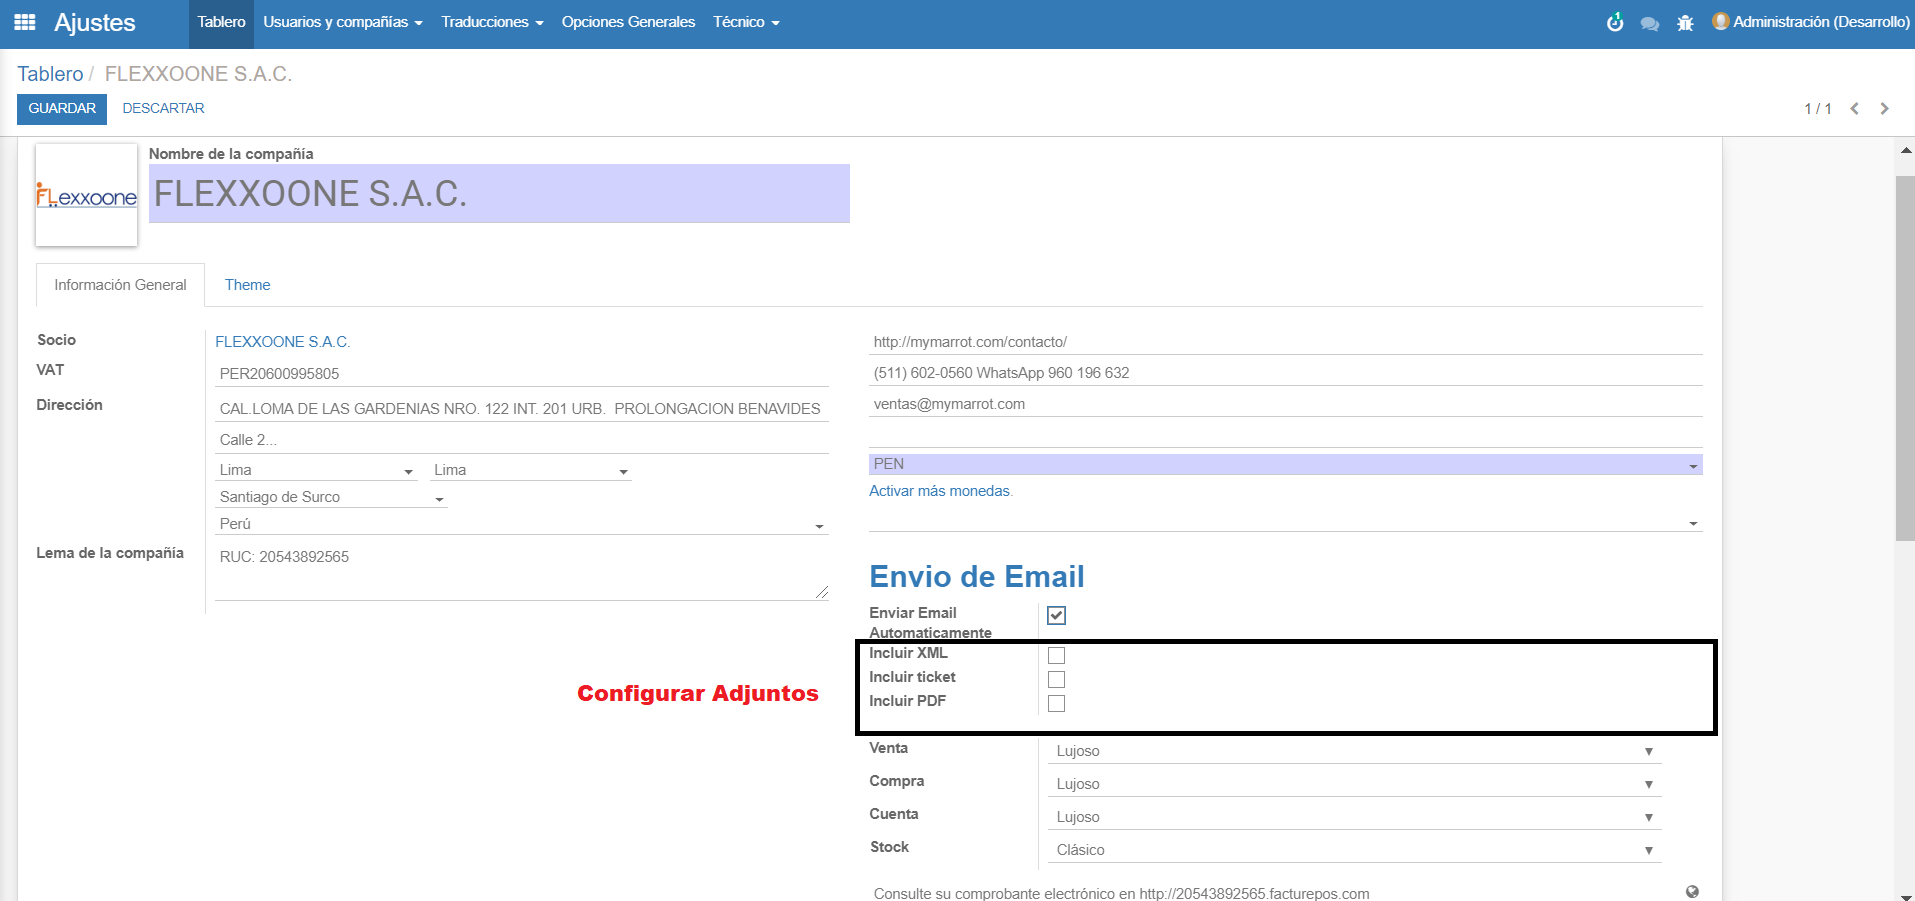 Ajustes
Tablero Usuarios y compañías Traducciones Opciones Generales Técnico
1
Administración (Desarrollo)
Tablero / FLEXXOONE S.A.C.
GUARDAR DESCARTAR
1 / 1
FLexxoone
Nombre de la compañía
FLEXXOONE S.A.C.
Información General Theme
Socio
FLEXXOONE S.A.C.
VAT
PER20600995805
Dirección
CAL.LOMA DE LAS GARDENIAS NRO. 122 INT. 201 URB. PROLONGACION BENAVIDES
Calle 2...
Lima Lima
Santiago de Surco
Perú
Lema de la compañía
RUC: 20543892565
http://mymarrot.com/contacto/
(511) 602-0560 WhatsApp 960 196 632
ventas@mymarrot.com
PEN
Activar más monedas.
Envio de Email
Enviar Email
Automaticamente
Incluir XML
Incluir ticket
Incluir PDF
Configurar Adjuntos
Venta Lujoso
Compra Lujoso
Cuenta Lujoso
Stock Clásico
Consulte su comprobante electrónico en http://20543892565.facturepos.com